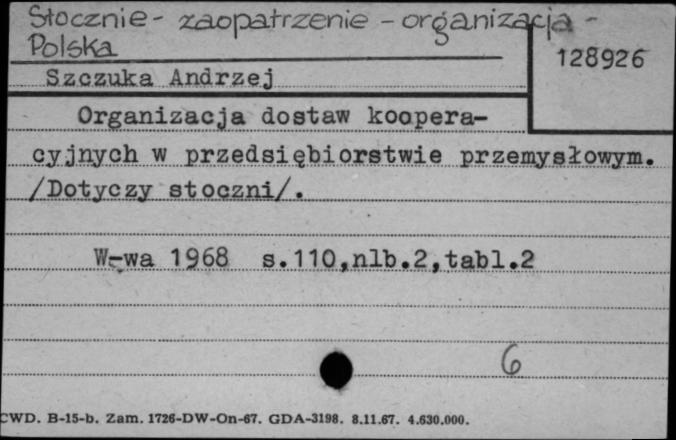 Stocznie - zaopatrzenie - organizacja -
Polska
128926
Szczuka Andrzej
Organizacja dostaw koopera-
cyjnych w przedsiębiorstwie przemysłowym.
/Dotyczy stoczni/.
W-wa 1968 s.110,nlb.2,tabl.2
6
CWD. B-15-b. Zam. 1726-DW-On-67. GDA-3198. 8.11.67. 4.630.000.